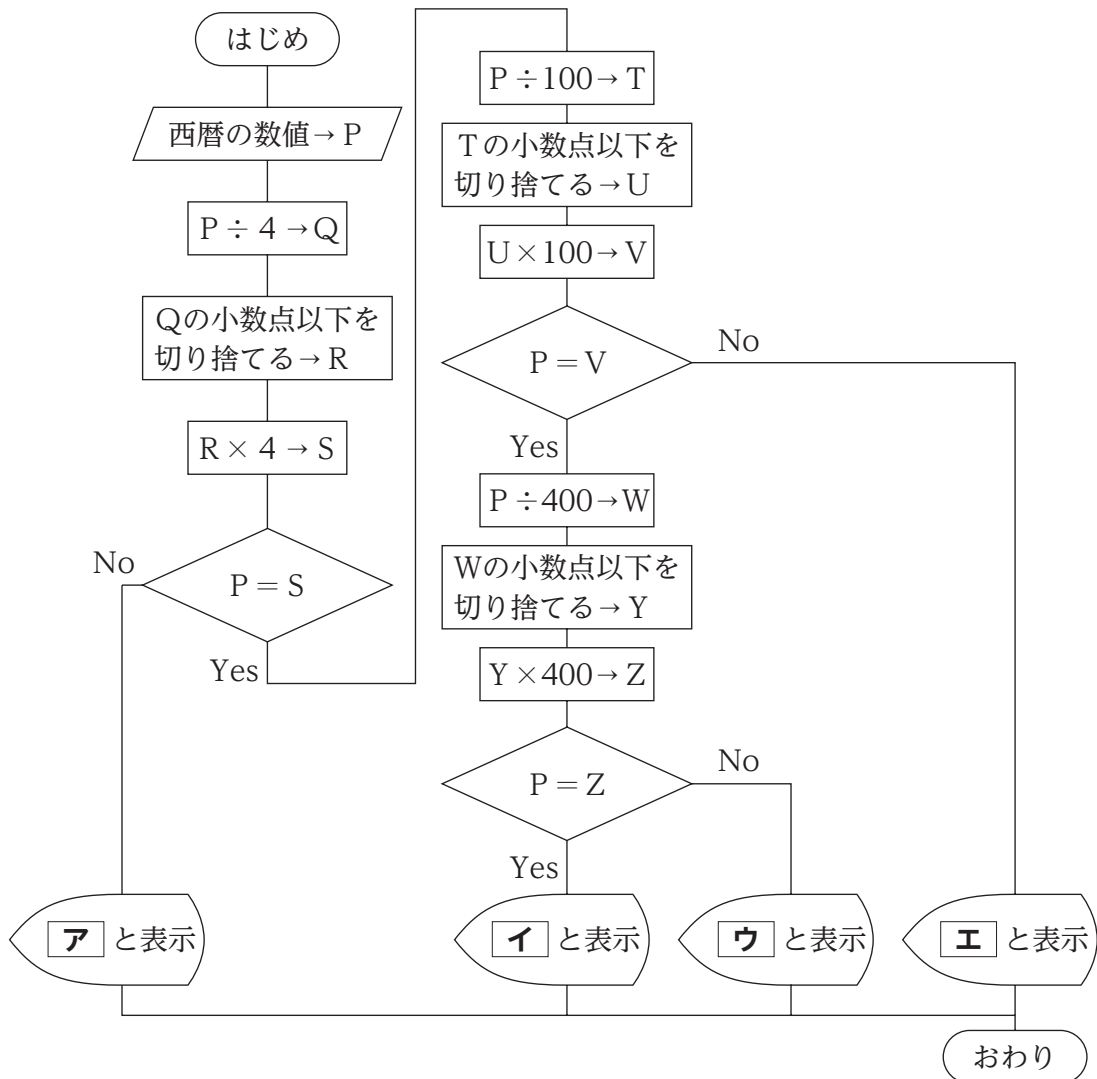 はじめ
西暦の数値→P
P÷4→Q
Qの小数点以下を
切り捨てる→R
R×4→S
P=S
No
Yes
P÷100→T
Tの小数点以下を
切り捨てる→U
U×100→V
P=V
No
Yes
P÷400→W
Wの小数点以下を
切り捨てる→Y
Y×400→Z
P=Z
No
Yes
ア と表示
イ と表示
ウ と表示
エ と表示
おわり